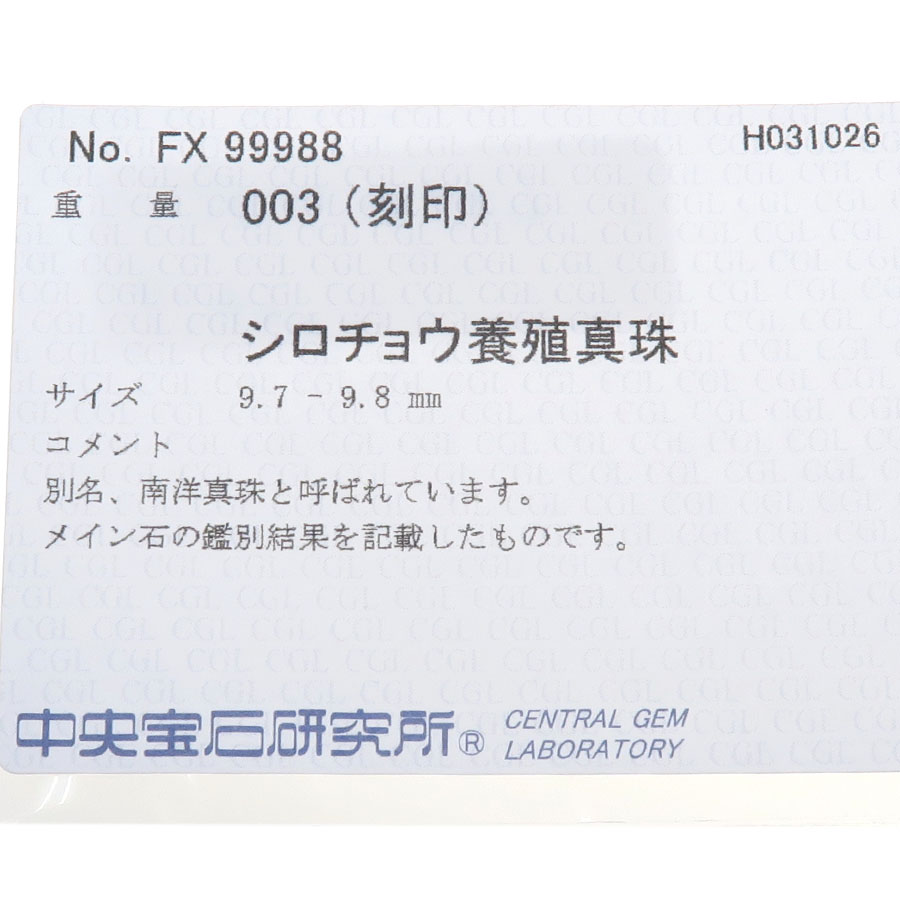 No. FX 99988 H031026
重 量 003 (刻印)
シロチョウ養殖真珠
サイズ 9.7 - 9.8 mm
コメント
別名、南洋真珠と呼ばれています。
メイン石の鑑別結果を記載したものです。
中央宝石研究所® CENTRAL GEM
LABORATORY